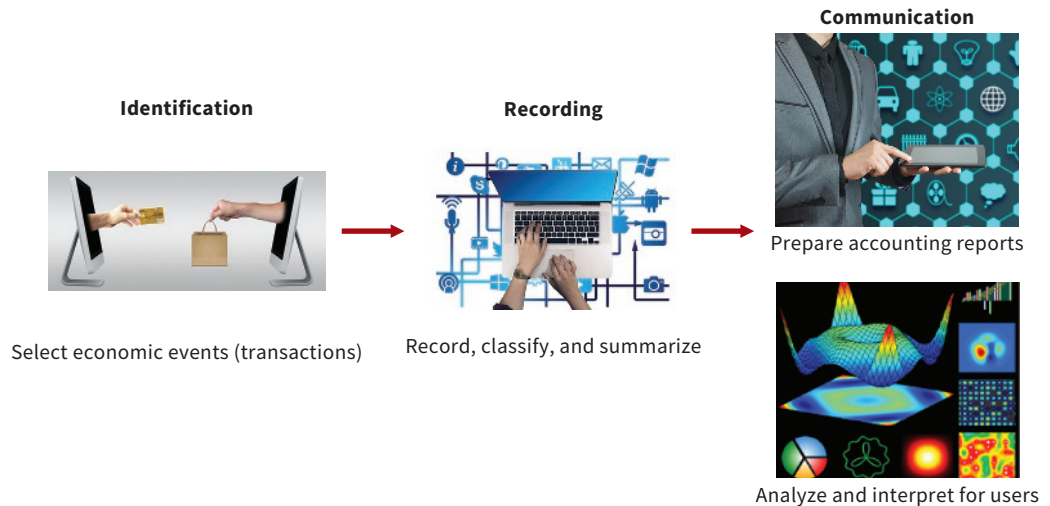 Communication
Identification
Recording
Prepare accounting reports
Select economic events (transactions)
Record, classify, and summarize
Analyze and interpret for users